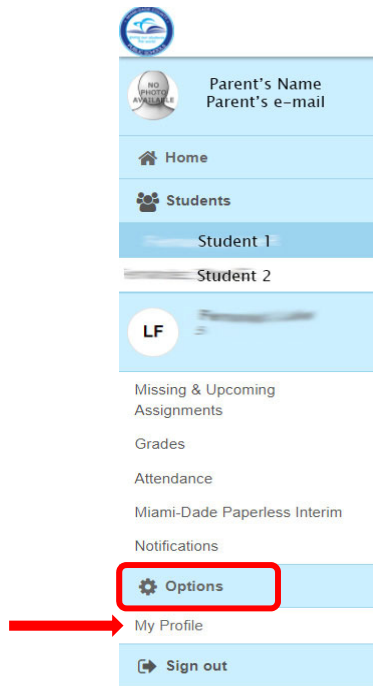 NO
PHOTO
AVAILABLE
Parent's Name
Parent's e-mail
Home
Students
Student 1
Student 2
LF
Missing & Upcoming
Assignments
Grades
Attendance
Miami-Dade Paperless Interim
Notifications
Options
My Profile
Sign out